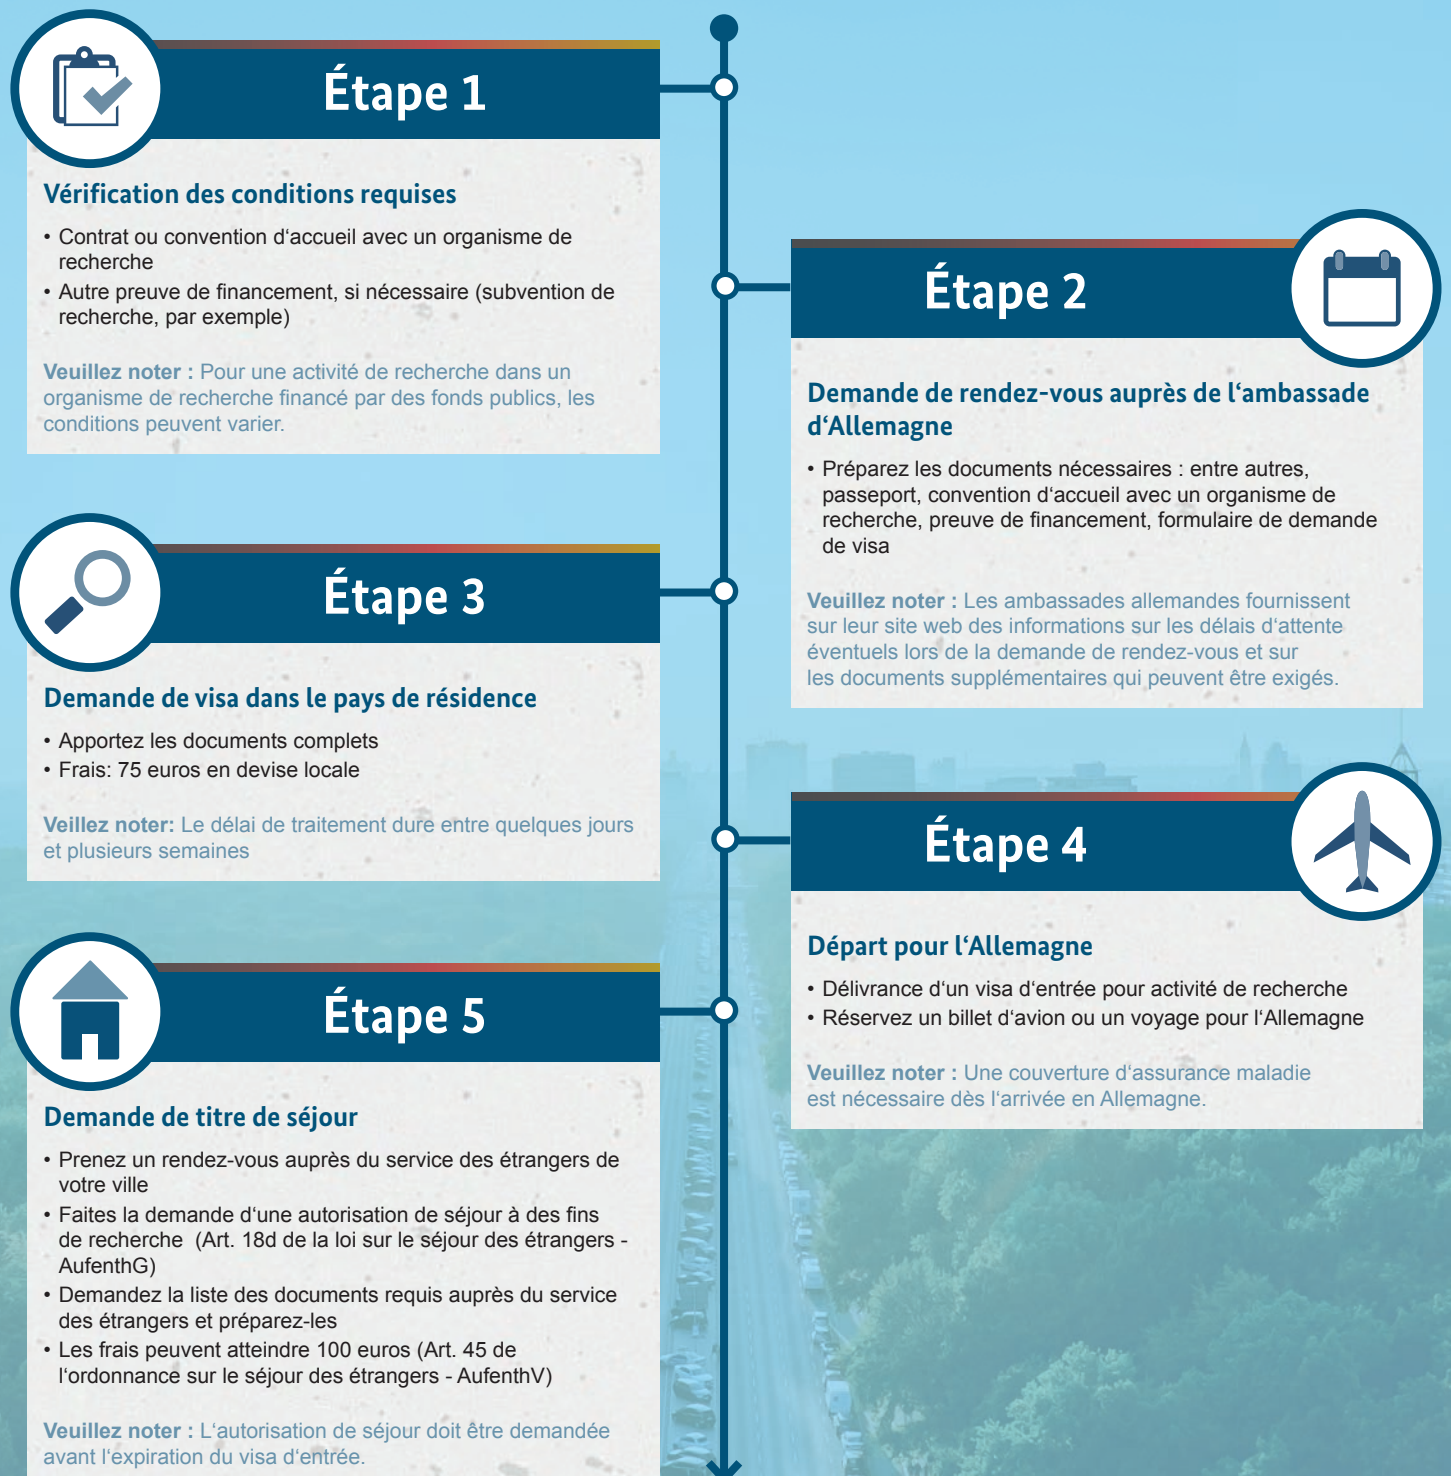 Étape 1
Vérification des conditions requises
• Contrat ou convention d‘accueil avec un organisme de
recherche
• Autre preuve de financement, si nécessaire (subvention de
recherche, par exemple)
Veuillez noter : Pour une activité de recherche dans un
organisme de recherche financé par des fonds publics, les
conditions peuvent varier.
Étape 2
Demande de rendez-vous auprès de l‘ambassade
d‘Allemagne
• Préparez les documents nécessaires : entre autres,
passeport, convention d‘accueil avec un organisme de
recherche, preuve de financement, formulaire de demande
de visa
Veuillez noter : Les ambassades allemandes fournissent
sur leur site web des informations sur les délais d‘attente
éventuels lors de la demande de rendez-vous et sur
les documents supplémentaires qui peuvent être exigés.
Étape 3
Demande de visa dans le pays de résidence
• Apportez les documents complets
• Frais: 75 euros en devise locale
Veillez noter: Le délai de traitement dure entre quelques jours
et plusieurs semaines
Étape 4
Départ pour l‘Allemagne
• Délivrance d‘un visa d‘entrée pour activité de recherche
• Réservez un billet d‘avion ou un voyage pour l‘Allemagne
Veuillez noter : Une couverture d‘assurance maladie
est nécessaire dès l‘arrivée en Allemagne.
Étape 5
Demande de titre de séjour
• Prenez un rendez-vous auprès du service des étrangers de
votre ville
• Faites la demande d‘une autorisation de séjour à des fins
de recherche (Art. 18d de la loi sur le séjour des étrangers -
AufenthG)
• Demandez la liste des documents requis auprès du service
des étrangers et préparez-les
• Les frais peuvent atteindre 100 euros (Art. 45 de
l‘ordonnance sur le séjour des étrangers - AufenthV)
Veuillez noter : L‘autorisation de séjour doit être demandée
avant l‘expiration du visa d‘entrée.